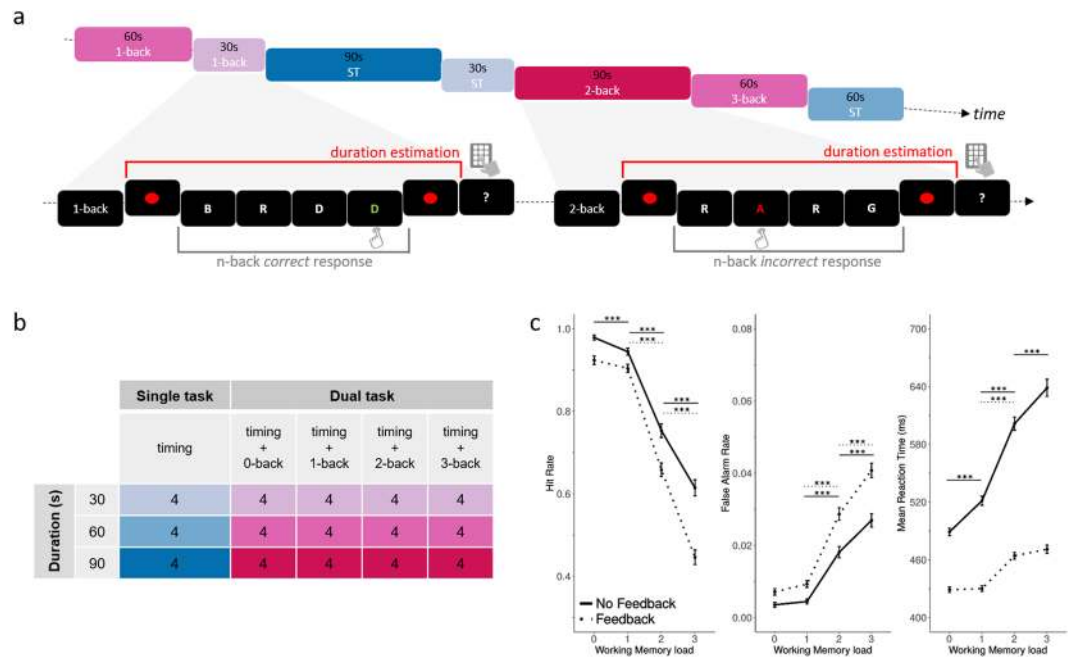 a
60s
1-back
30s
1-back
90s
ST
30s
ST
90s
2-back
60s
3-back
60s
ST
time
duration estimation
1-back
B
R
D
D
?
n-back correct response
duration estimation
2-back
R
A
R
G
?
n-back incorrect response
b
Single task
Dual task
timing
timing
+
0-back
timing
+
1-back
timing
+
2-back
timing
+
3-back
Duration (s)
30
4
4
4
4
4
60
4
4
4
4
4
90
4
4
4
4
4
c
Hit Rate
1.0
0.8
0.6
0.4
***
***
***
***
***
No Feedback
Feedback
0
1
2
3
Working Memory load
False Alarm Rate
0.08
0.06
0.04
0.02
0.00
***
***
***
***
0
1
2
3
Working Memory load
Mean Reaction Time (ms)
700
640
580
520
460
400
***
***
***
***
0
1
2
3
Working Memory load